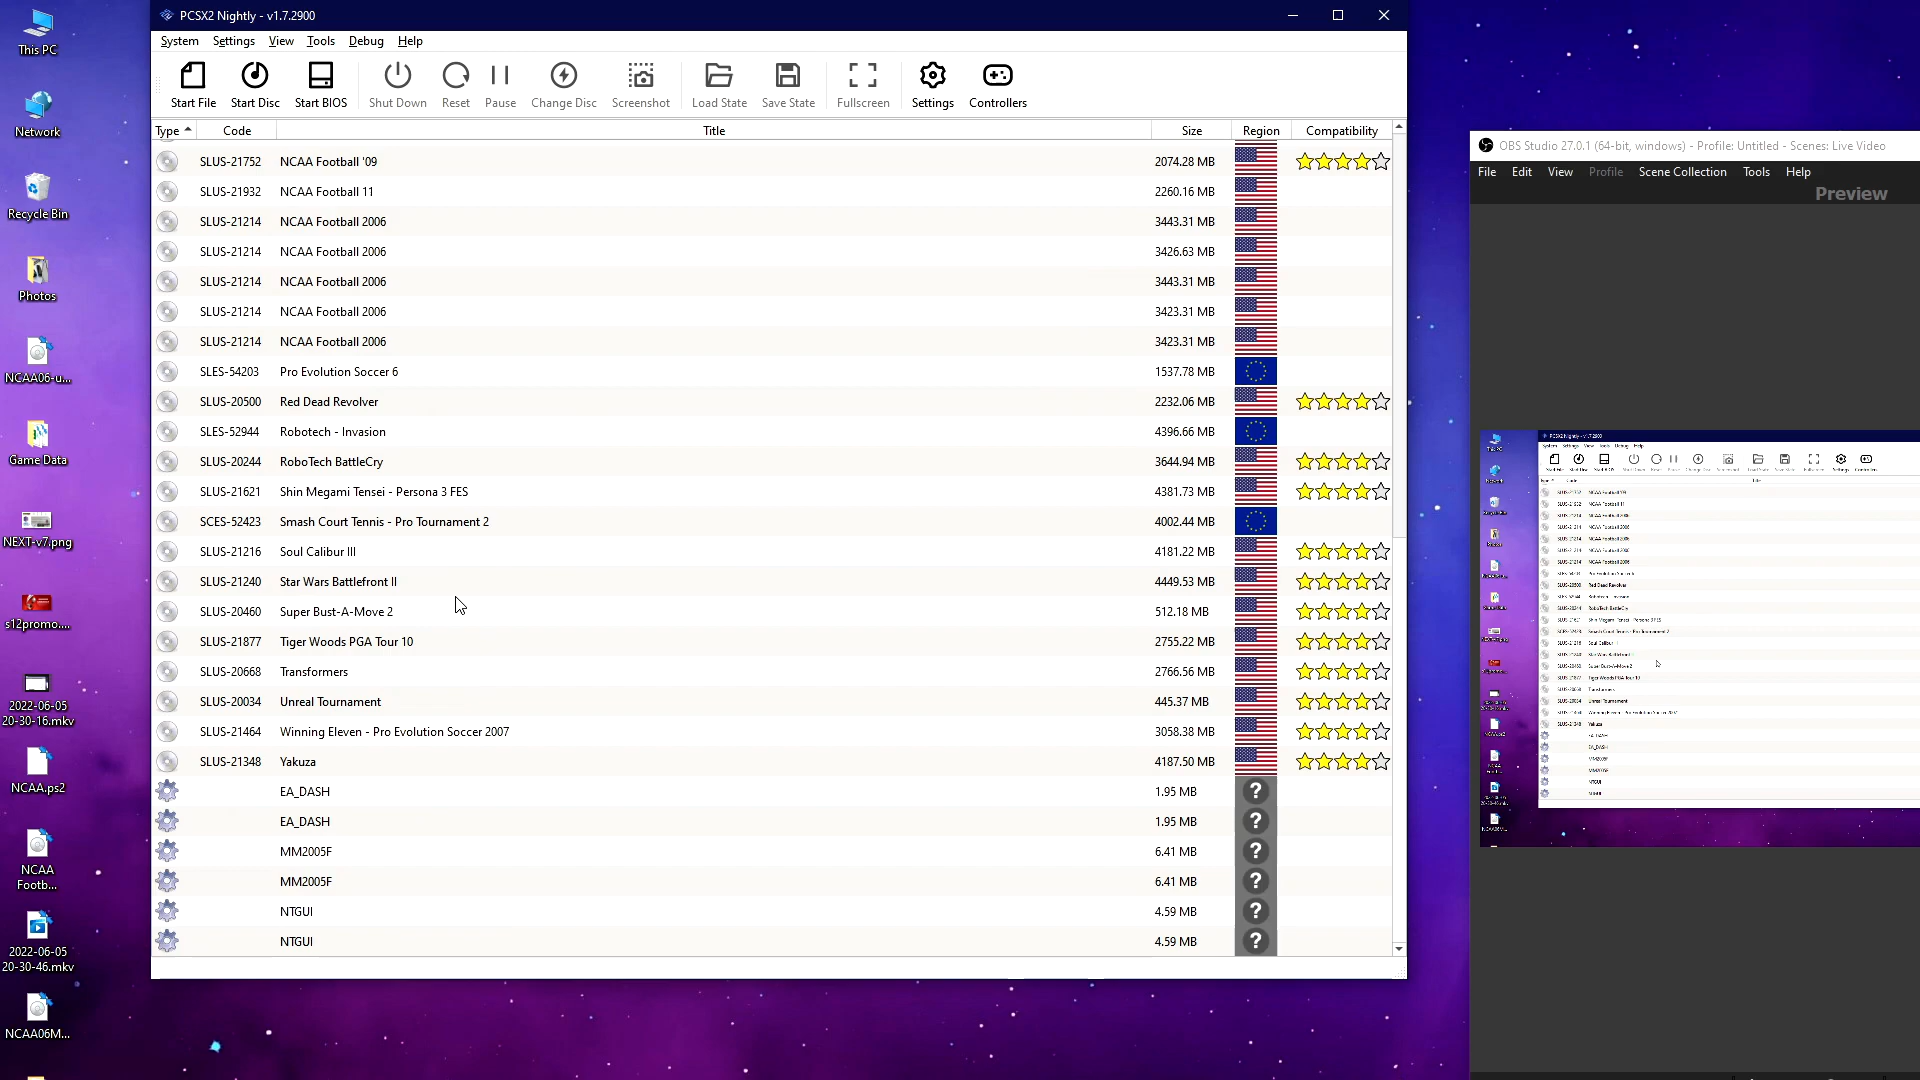 This PC
Network
Recycle Bin
Photos
NCAA06-u...
Game Data
NEXT-v7.png
s12promo....
2022-06-05
20-30-16.mkv
NCAA.ps2
NCAA
Footb...
2022-06-05
20-30-46.mkv
NCAA06M...
PCSX2 Nightly - v1.7.2900
System Settings View Tools Debug Help
Start File Start Disc Start BIOS Shut Down Reset Pause Change Disc Screenshot Load State Save State Fullscreen Settings Controllers
Type Code Title Size Region Compatibility
SLUS-21752 NCAA Football '09 2074.28 MB
SLUS-21932 NCAA Football 11 2260.16 MB
SLUS-21214 NCAA Football 2006 3443.31 MB
SLUS-21214 NCAA Football 2006 3426.63 MB
SLUS-21214 NCAA Football 2006 3443.31 MB
SLUS-21214 NCAA Football 2006 3423.31 MB
SLUS-21214 NCAA Football 2006 3423.31 MB
SLES-54203 Pro Evolution Soccer 6 1537.78 MB
SLUS-20500 Red Dead Revolver 2232.06 MB
SLES-52944 Robotech - Invasion 4396.66 MB
SLUS-20244 RoboTech BattleCry 3644.94 MB
SLUS-21621 Shin Megami Tensei - Persona 3 FES 4381.73 MB
SCES-52423 Smash Court Tennis - Pro Tournament 2 4002.44 MB
SLUS-21216 Soul Calibur III 4181.22 MB
SLUS-21240 Star Wars Battlefront II 4449.53 MB
SLUS-20460 Super Bust-A-Move 2 512.18 MB
SLUS-21877 Tiger Woods PGA Tour 10 2755.22 MB
SLUS-20668 Transformers 2766.56 MB
SLUS-20034 Unreal Tournament 445.37 MB
SLUS-21464 Winning Eleven - Pro Evolution Soccer 2007 3058.38 MB
SLUS-21348 Yakuza 4187.50 MB
EA_DASH 1.95 MB ?
EA_DASH 1.95 MB ?
MM2005F 6.41 MB ?
MM2005F 6.41 MB ?
NTGUI 4.59 MB ?
NTGUI 4.59 MB ?
OBS Studio 27.0.1 (64-bit, windows) - Profile: Untitled - Scenes: Live Video
File Edit View Profile Scene Collection Tools Help
Preview